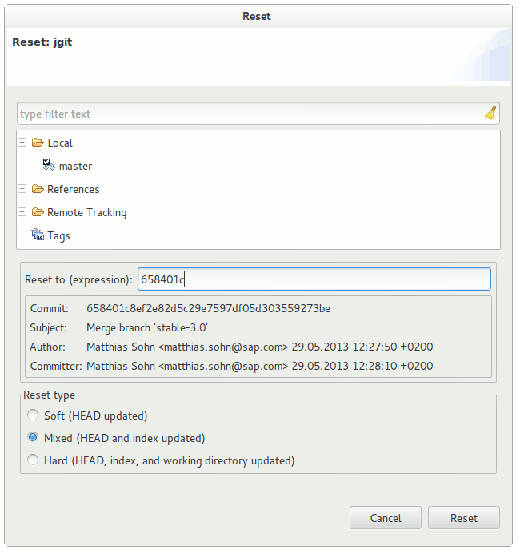 Reset
Reset: jgit
type filter text
Local
master
References
Remote Tracking
Tags
Reset to (expression): 658401c
Commit: 658401c8ef2e82d5c29e7597df05d303559273be
Subject: Merge branch 'stable-3.0'
Author: Matthias Sohn <matthias.sohn@sap.com> 29.05.2013 12:27:50 +0200
Committer: Matthias Sohn <matthias.sohn@sap.com> 29.05.2013 12:28:10 +0200
Reset type
Soft (HEAD updated)
Mixed (HEAD and index updated)
Hard (HEAD, index, and working directory updated)
Cancel Reset